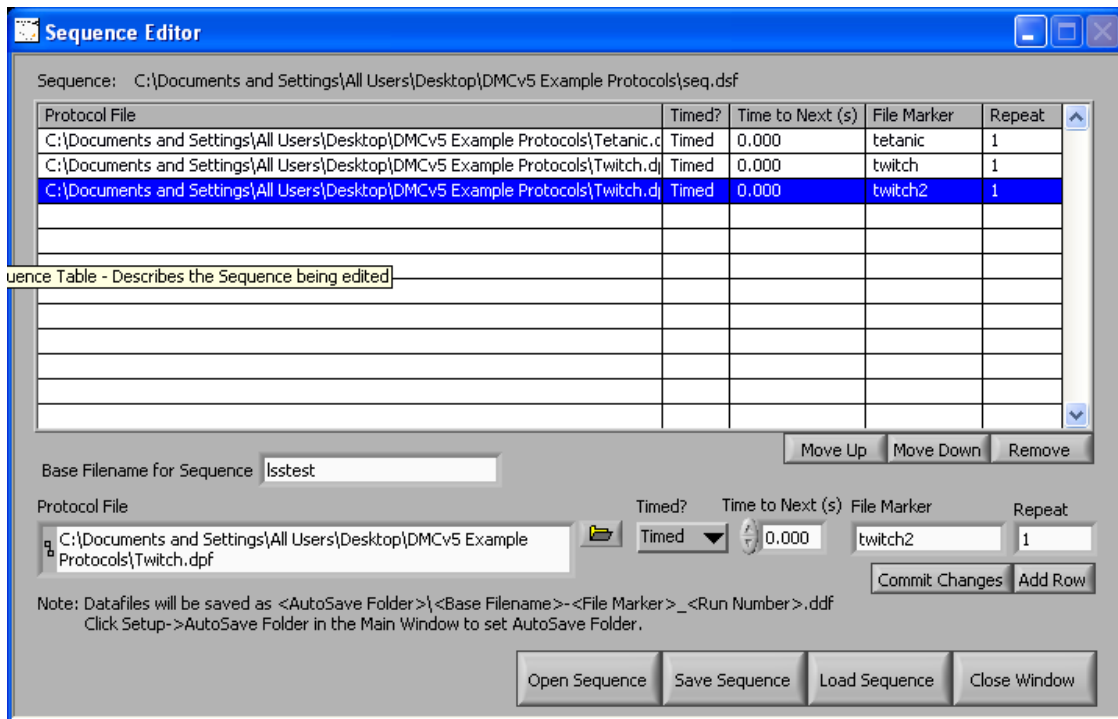 Sequence Editor
Sequence: C:\Documents and Settings\All Users\Desktop\DMCv5 Example Protocols\seq.dsf
Protocol File Timed? Time to Next (s) File Marker Repeat
C:\Documents and Settings\All Users\Desktop\DMCv5 Example Protocols\Tetanic.d Timed 0.000 tetanic 1
C:\Documents and Settings\All Users\Desktop\DMCv5 Example Protocols\Twitch.dp Timed 0.000 twitch 1
C:\Documents and Settings\All Users\Desktop\DMCv5 Example Protocols\Twitch.dp Timed 0.000 twitch2 1
uence Table - Describes the Sequence being edited
Move Up Move Down Remove
Base Filename for Sequence lsstest
Protocol File Timed? Time to Next (s) File Marker Repeat
C:\Documents and Settings\All Users\Desktop\DMCv5 Example Timed 0.000 twitch2 1
Protocols\Twitch.dpf
Commit Changes Add Row
Note: Datafiles will be saved as <AutoSave Folder>\<Base Filename>-<File Marker>_<Run Number>.ddf
Click Setup->AutoSave Folder in the Main Window to set AutoSave Folder.
Open Sequence Save Sequence Load Sequence Close Window